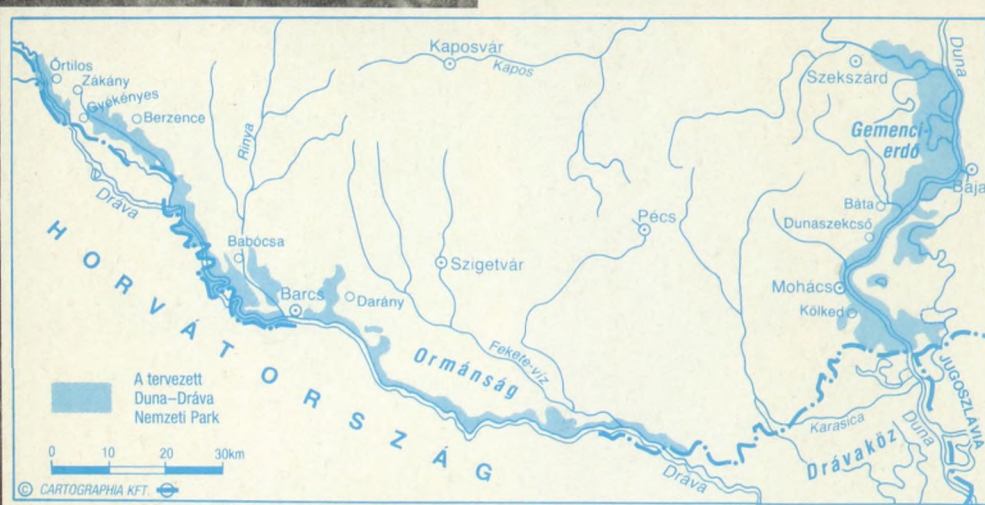 Őrtilos
Zákány
Gyékényes
Berzence
Dráva
Rinya
Kaposvár
Kapos
Babócsa
Barcs
Darány
Szigetvár
Pécs
Fekete-víz
Ormánság
Szekszárd
Duna
Gemenci-
erdő
Baja
Báta
Dunaszekcső
Mohács
Kölked
JUGOSZLÁVIA
Karasica
Duna
Drávaköz
Dráva
HORVÁTORSZÁG
A tervezett
Duna–Dráva
Nemzeti Park
0 10 20 30km
© CARTOGRAPHIA KFT.